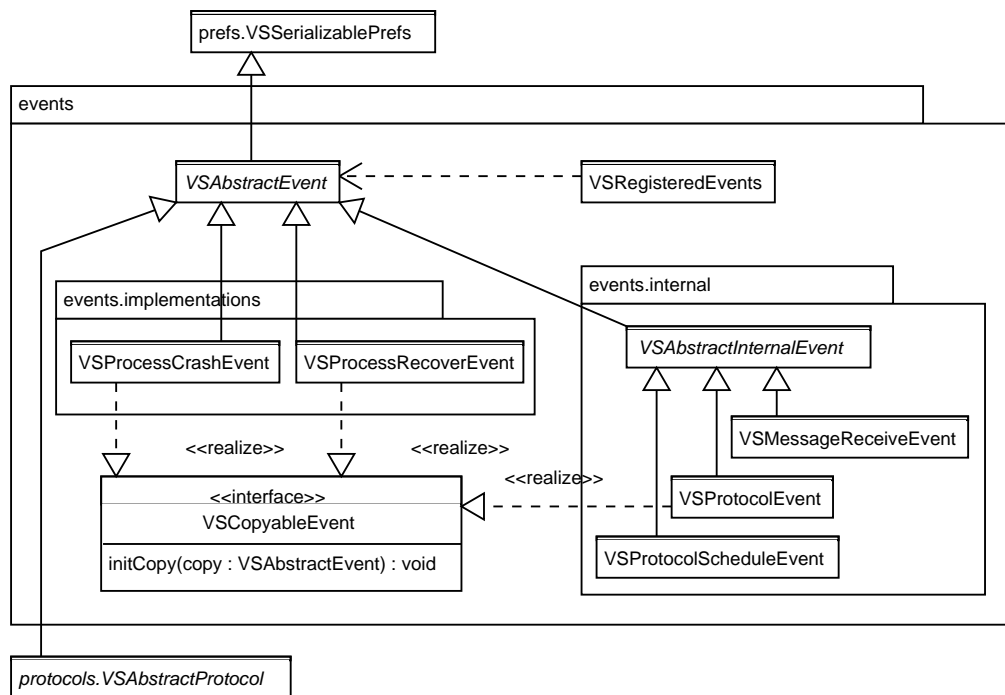 prefs.VSSerializablePrefs
events
VSAbstractEvent
VSRegisteredEvents
events.implementations
events.internal
VSProcessCrashEvent
VSProcessRecoverEvent
VSAbstractInternalEvent
VSMessageReceiveEvent
<<realize>>
<<realize>>
<<realize>>
<<interface>>
VSCopyableEvent
VSProtocolEvent
initCopy(copy : VSAbstractEvent) : void
VSProtocolScheduleEvent
protocols.VSAbstractProtocol